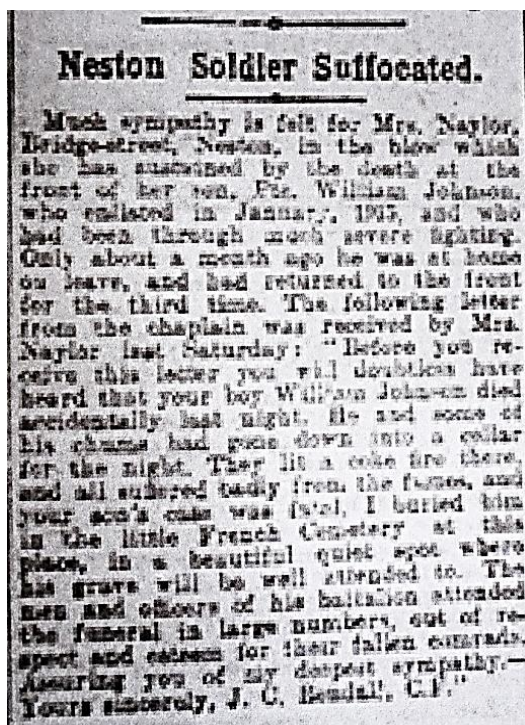 Neston Soldier Suffocated.
Much sympathy is felt for Mrs. Naylor,
Bridge-street, Neston, in the blow which
she has sustained by the death at the
front of her son, Pte. William Johnson,
who enlisted in January, 1915, and who
had been through much severe fighting.
Only about a month ago he was at home
on leave, and had returned to the front
for the third time. The following letter
from the chaplain was received by Mrs.
Naylor last Saturday: "Before you re-
ceive this letter you will doubtless have
heard that your boy William Johnson died
accidentally last night. He and some of
his chums had gone down into a cellar
for the night. They lit a coke fire there,
and all suffered badly from the fumes, and
your son's case was fatal. I buried him
in the little French Cemetery at this
place, in a beautiful quiet spot where
his grave will be well attended to. The
men and officers of his battalion attended
the funeral in large numbers, out of re-
spect and esteem for their fallen comrade.
Assuring you of my deepest sympathy.—
Yours sincerely, J. C. Bendall, C.F."